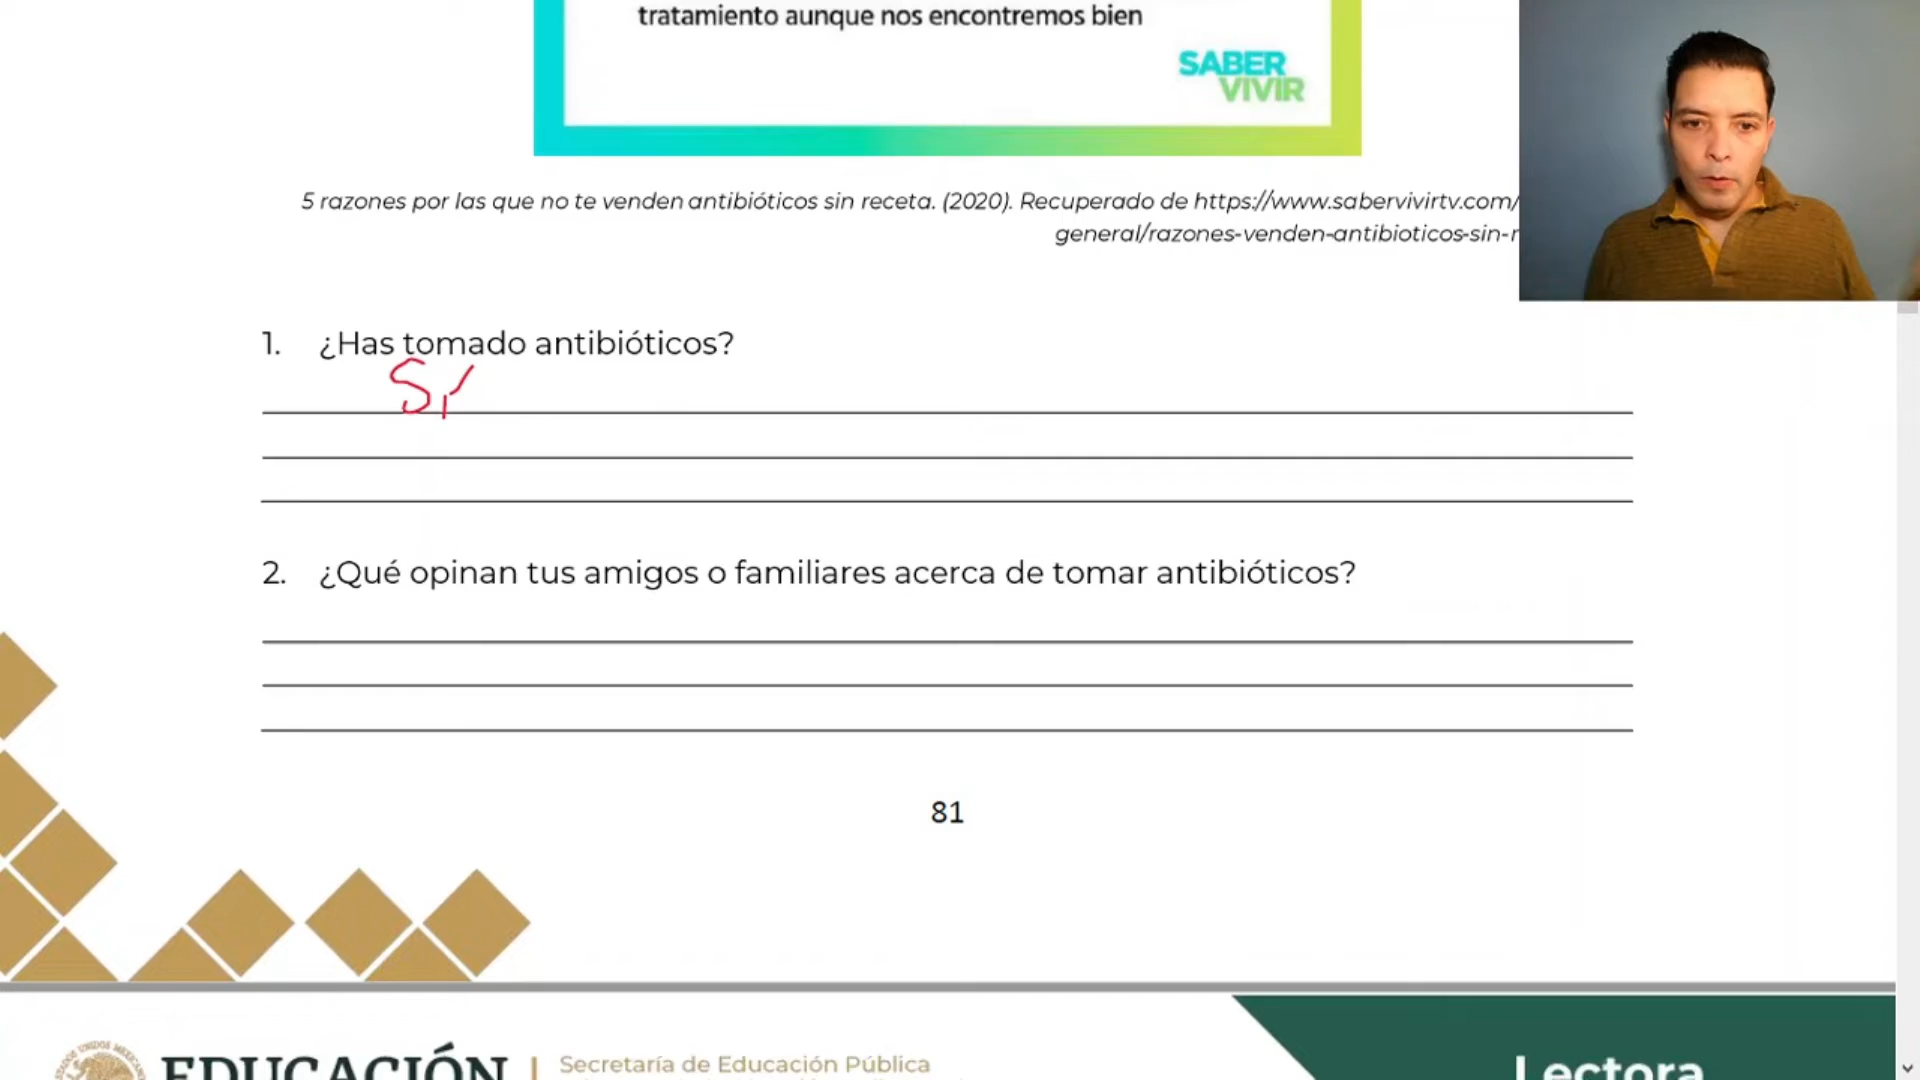 tratamiento aunque nos encontremos bien
SABER
VIVIR
5 razones por las que no te venden antibióticos sin receta. (2020). Recuperado de https://www.sabervivirtv.com/
general/razones-venden-antibioticos-sin-r
1. ¿Has tomado antibióticos?
Sí
2. ¿Qué opinan tus amigos o familiares acerca de tomar antibióticos?
81
EDUCACIÓN
Secretaría de Educación Pública
Lectora